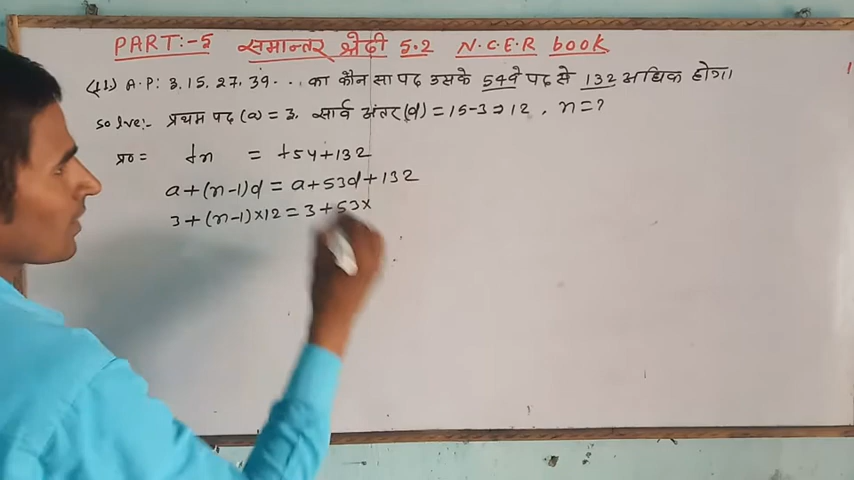 PART:-5 समान्तर श्रेढी 5.2 N.C.E.R book
(11) A.P: 3, 15, 27, 39 ... का कौन सा पद उसके 54वें पद से 132 अधिक होगा।
Solve:- प्रथम पद (a) = 3, सार्व अंतर (d) = 15-3 = 12, n = ?
प्र० = tn = t54+132
a+(n-1)d = a+53d+132
3+(n-1)×12 = 3+53×